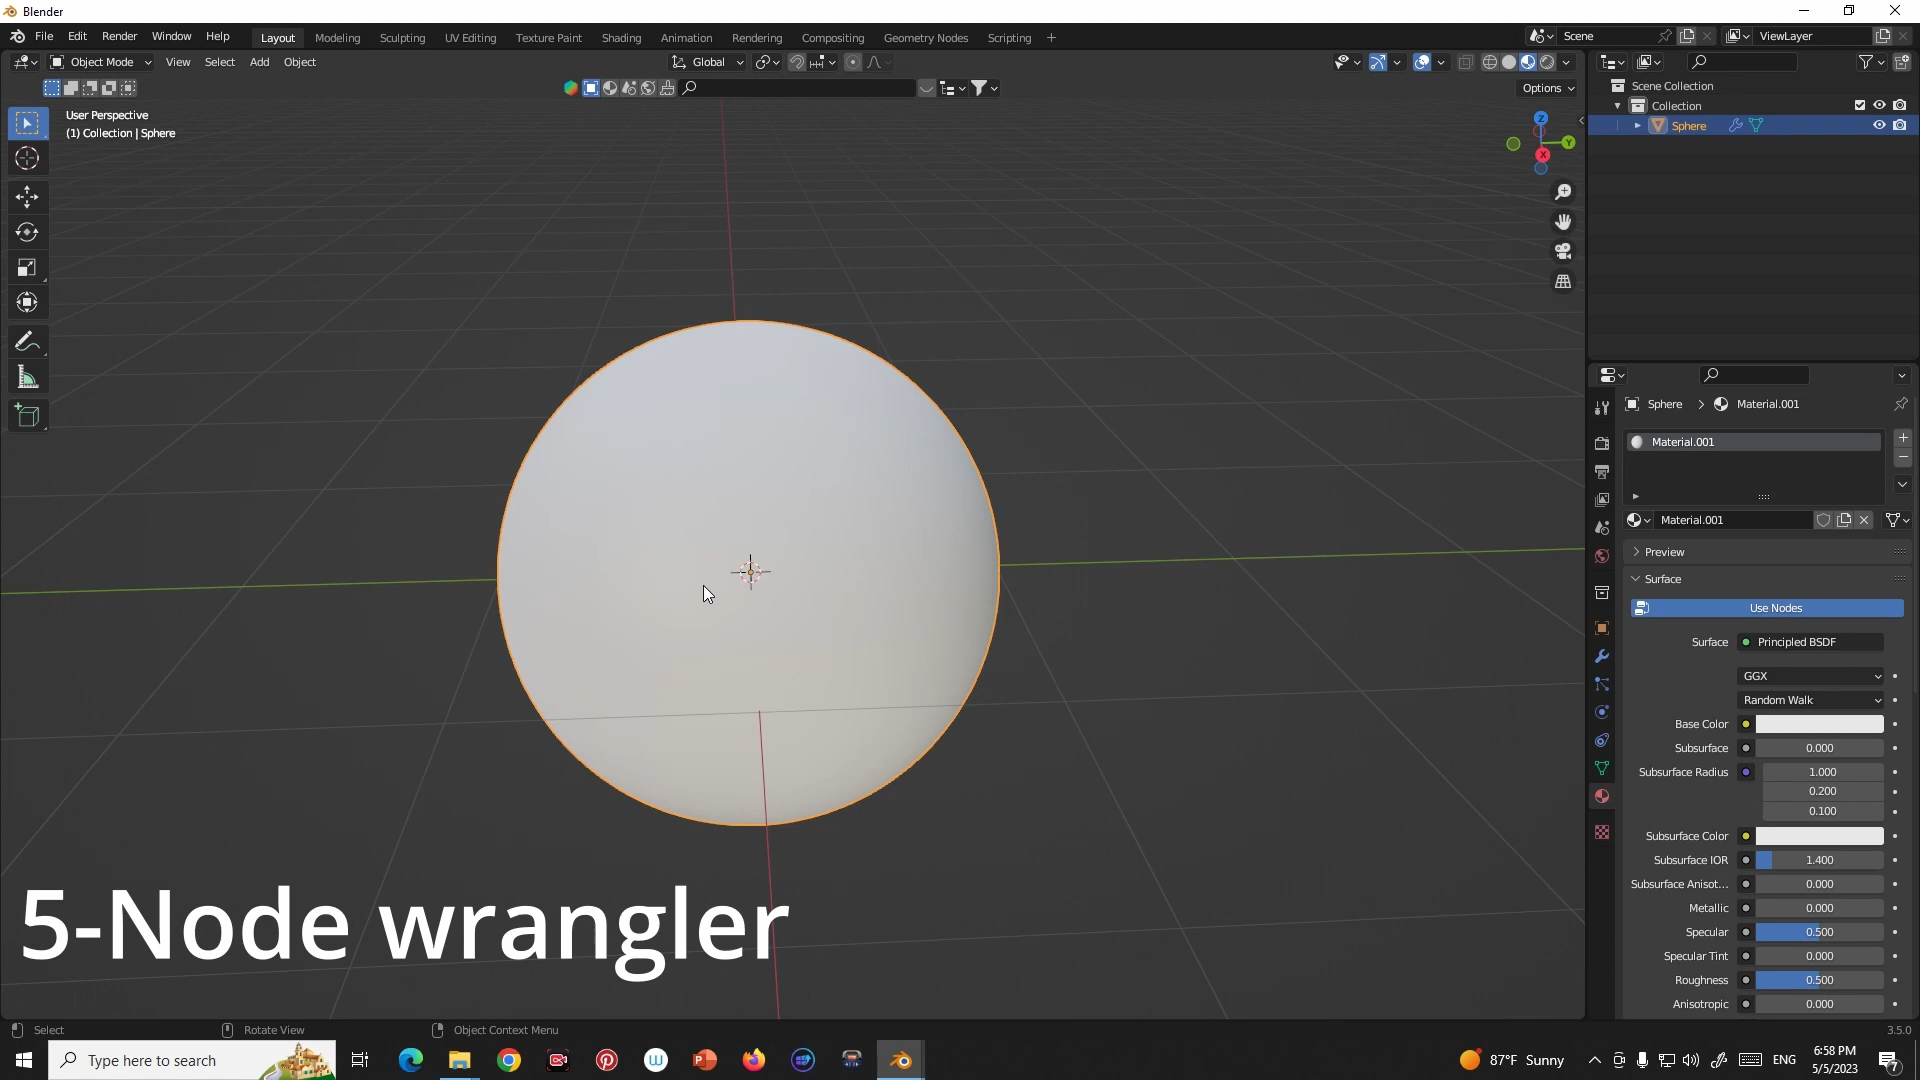 Blender
File Edit Render Window Help
Layout Modeling Sculpting UV Editing Texture Paint Shading Animation Rendering Compositing Geometry Nodes Scripting +
Scene
ViewLayer
Object Mode View Select Add Object
Global
Options
User Perspective
(1) Collection | Sphere
Z
Y
X
Scene Collection
Collection
Sphere
Sphere > Material.001
Material.001
Material.001
Preview
Surface
Use Nodes
Surface Principled BSDF
GGX
Random Walk
Base Color
Subsurface 0.000
Subsurface Radius 1.000
0.200
0.100
Subsurface Color
Subsurface IOR 1.400
Subsurface Anisot... 0.000
Metallic 0.000
Specular 0.500
Specular Tint 0.000
Roughness 0.500
Anisotropic 0.000
5-Node wrangler
Select Rotate View Object Context Menu
3.5.0
Type here to search
87°F Sunny
ENG
6:58 PM
5/5/2023
7